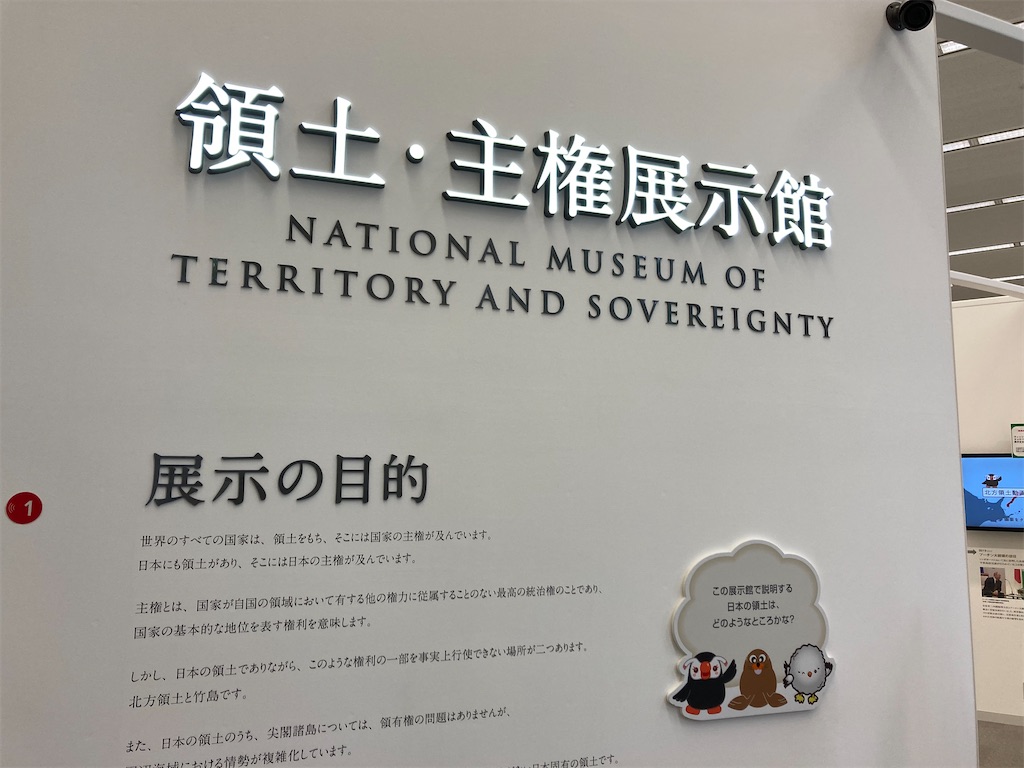 領土・主権展示館
NATIONAL MUSEUM OF
TERRITORY AND SOVEREIGNTY
展示の目的
1
世界のすべての国家は、領土をもち、そこには国家の主権が及んでいます。
日本にも領土があり、そこには日本の主権が及んでいます。
主権とは、国家が自国の領域において有する他の権力に従属することのない最高の統治権のことであり、
国家の基本的な地位を表す権利を意味します。
しかし、日本の領土でありながら、このような権利の一部を事実上行使できない場所が二つあります。
北方領土と竹島です。
また、日本の領土のうち、尖閣諸島については、領有権の問題はありませんが、
における情勢が複雑化しています。
日本固有の領土です。
この展示館で説明する
日本の領土は、
どのようなところかな?
北方領土動画